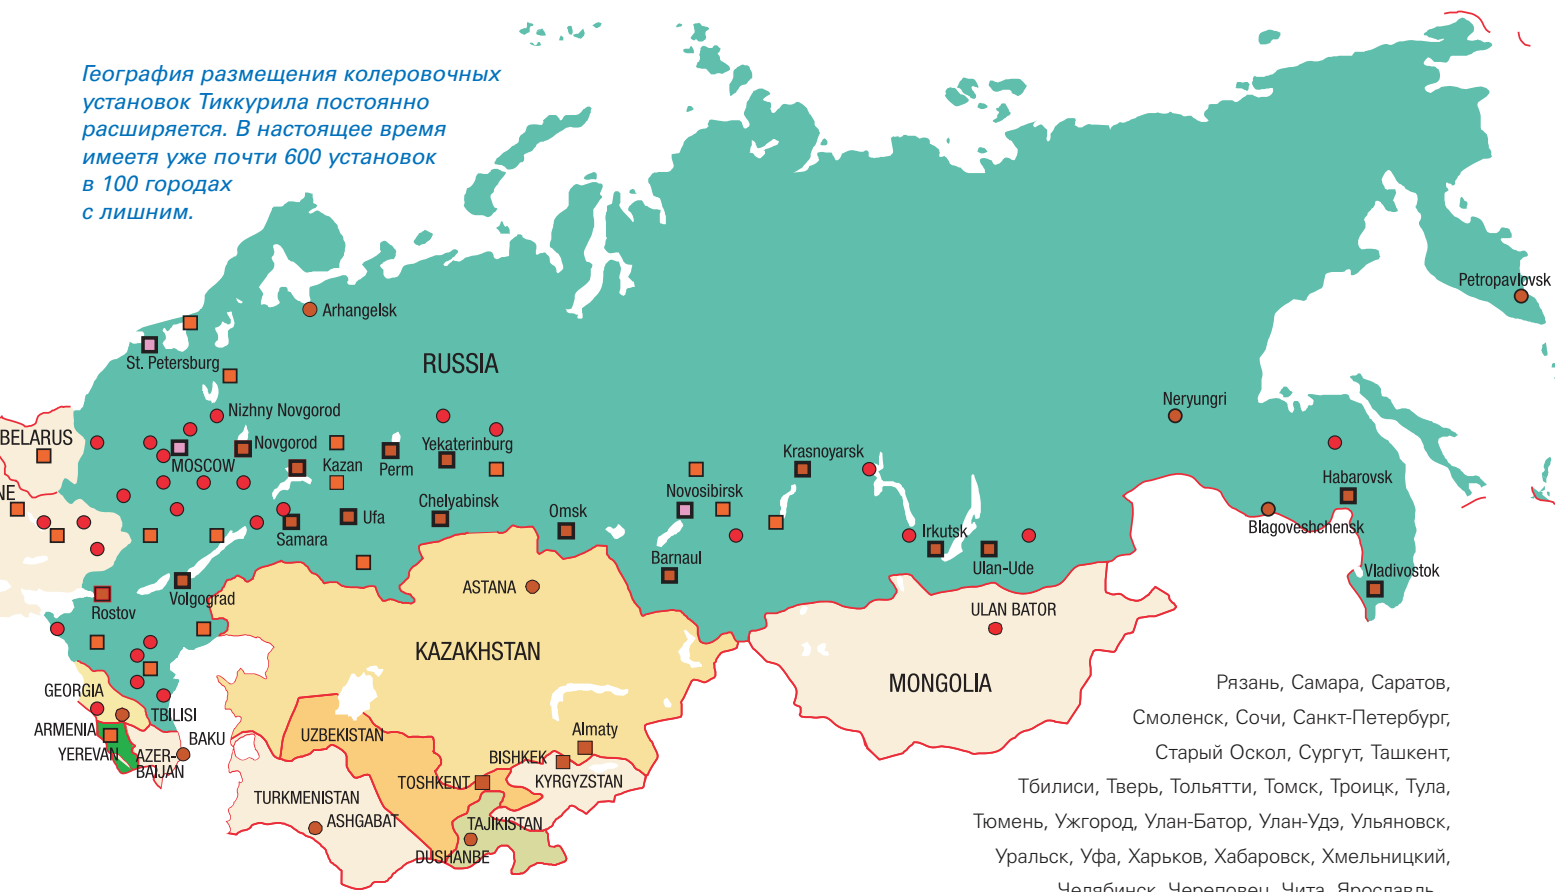 География размещения колеровочных
установок Тиккурила постоянно
расширяется. В настоящее время
имеетя уже почти 600 установок
в 100 городах
с лишним.
Petropavlovsk
Arhangelsk
St. Petersburg
RUSSIA
Neryungri
Nizhny Novgorod
BELARUS
Novgorod
Yekaterinburg
MOSCOW
Kazan
Perm
Krasnoyarsk
Habarovsk
NE
Novosibirsk
Chelyabinsk
Omsk
Ufa
Blagoveshchensk
Samara
Irkutsk
Barnaul
Ulan-Ude
Vladivostok
ASTANA
Volgograd
Rostov
ULAN BATOR
KAZAKHSTAN
MONGOLIA
GEORGIA
TBILISI
ARMENIA
BAKU
UZBEKISTAN
Almaty
YEREVAN
AZER-
BAIJAN
BISHKEK
TOSHKENT
KYRGYZSTAN
TURKMENISTAN
ASHGABAT
TAJIKISTAN
DUSHANBE
Рязань, Самара, Саратов,
Смоленск, Сочи, Санкт-Петербург,
Старый Оскол, Сургут, Ташкент,
Тбилиси, Тверь, Тольятти, Томск, Троицк, Тула,
Тюмень, Ужгород, Улан-Батор, Улан-Удэ, Ульяновск,
Уральск, Уфа, Харьков, Хабаровск, Хмельницкий,
Челябинск, Череповец, Чита, Ярославль